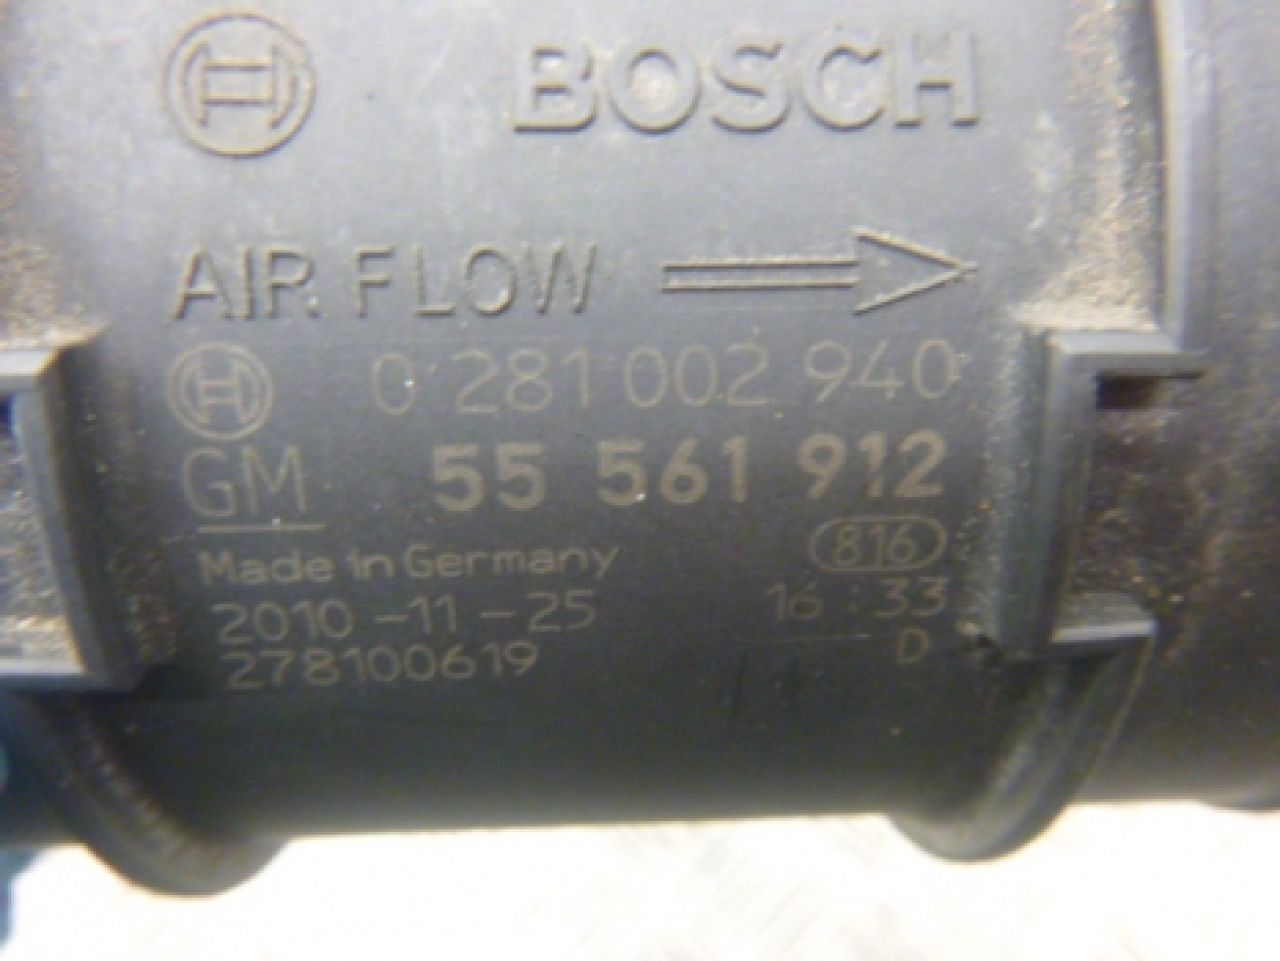 BOSCH
AIR FLOW
0 281 002 940
GM 55 561 912
Made in Germany 816
2010-11-25 16:33
278100619 D